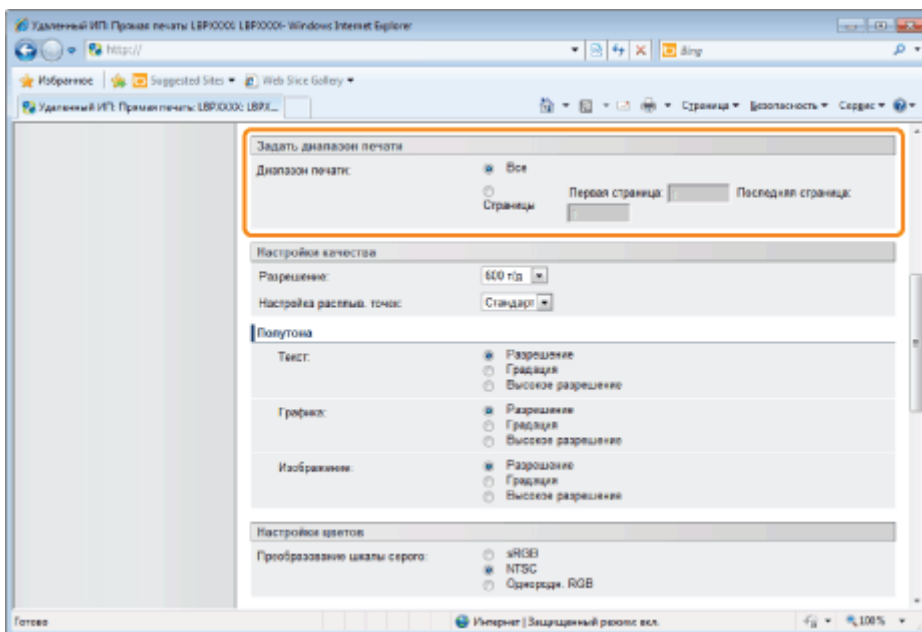 Удаленный ИП: Прямая печать: LBPXXXX: LBPXXXX - Windows Internet Explorer
http://
Bing
Избранное Suggested Sites Web Slice Gallery
Удаленный ИП: Прямая печать: LBPXXXX: LBPX... Страница Безопасность Сервис
Задать диапазон печати
Диапазон печати: Все
Страницы Первая страница: Последняя страница:
Настройки качества
Разрешение: 600 т/д
Настройка расплыв. точек: Стандарт
Полутона
Текст: Разрешение
Градация
Высокое разрешение
Графика: Разрешение
Градация
Высокое разрешение
Изображение: Разрешение
Градация
Высокое разрешение
Настройки цветов
Преобразование шкалы серого: sRGB
NTSC
Однородн. RGB
Готово Интернет | Защищенный режим: вкл. 100%